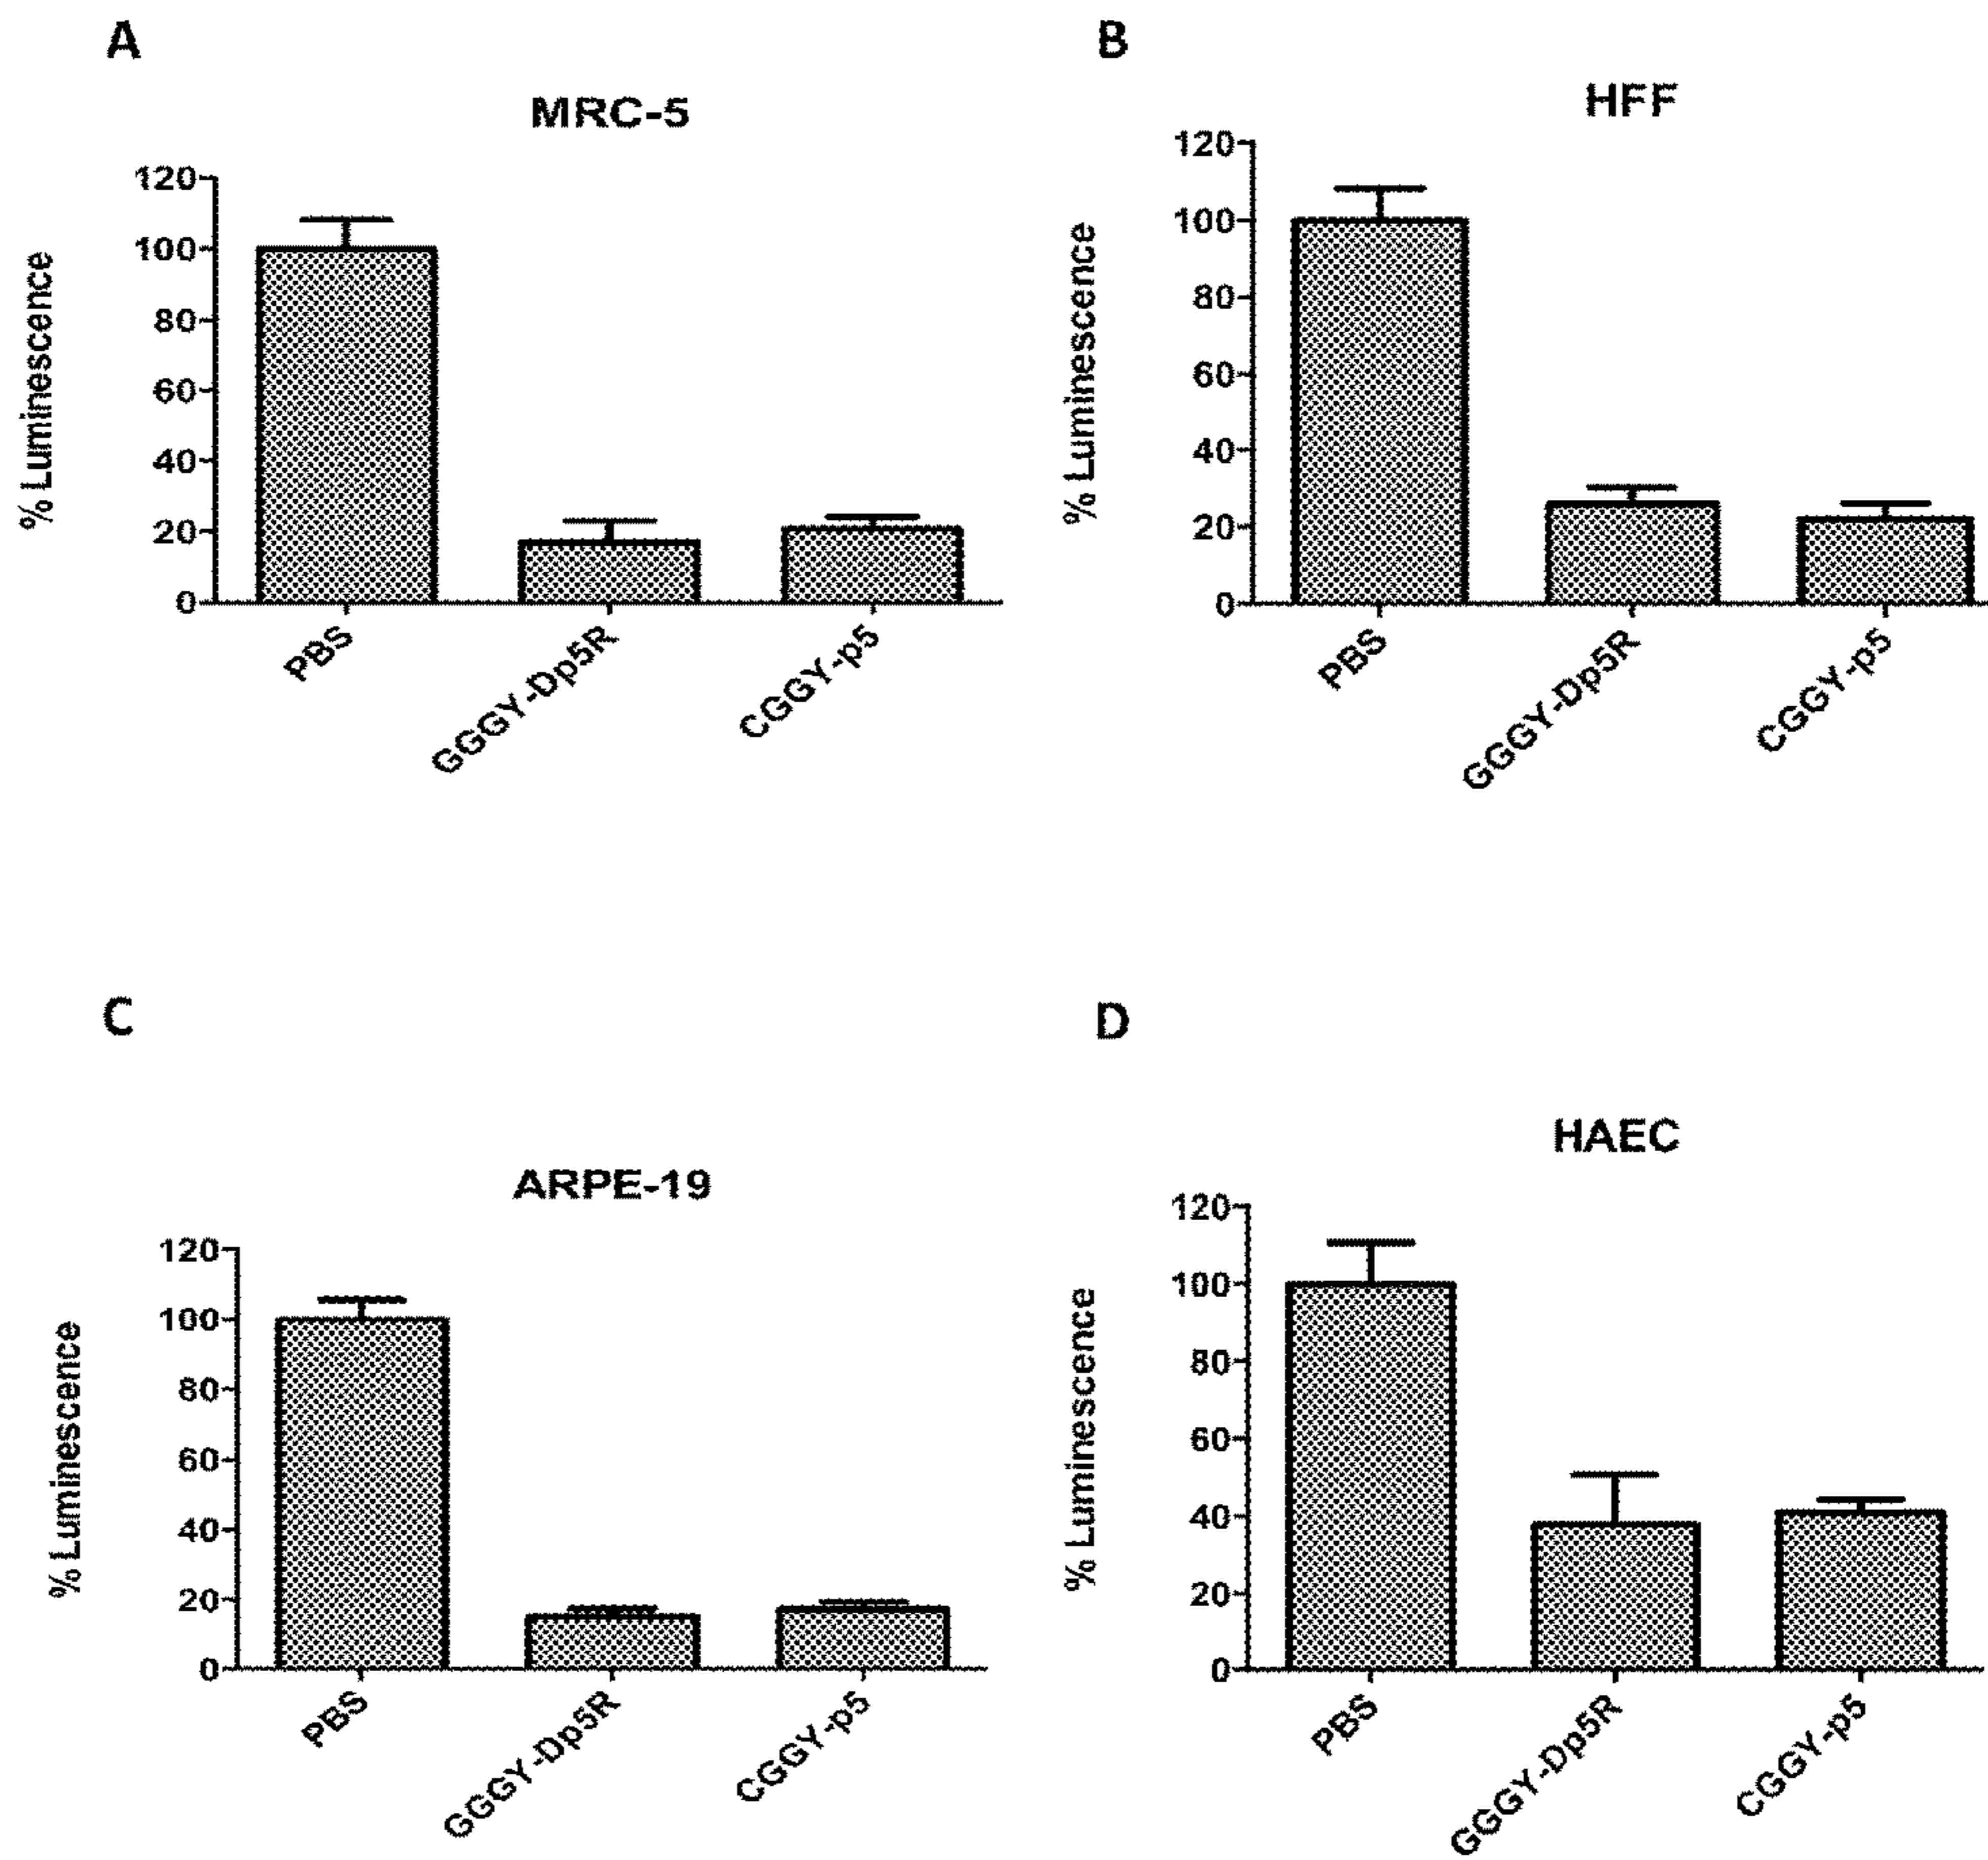 A
MRC-5
% Luminescence
120
100
80
60
40
20
0
PBS
GGGY-Dp5R
CGGY-p5
B
HFF
% Luminescence
120
100
80
60
40
20
0
PBS
GGGY-Dp5R
CGGY-p5
C
ARPE-19
% Luminescence
120
100
80
60
40
20
0
PBS
GGGY-Dp5R
CGGY-p5
D
HAEC
% Luminescence
120
100
80
60
40
20
0
PBS
GGGY-Dp5R
CGGY-p5